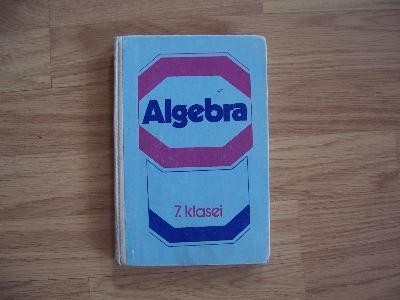 Algebra
7. klasei